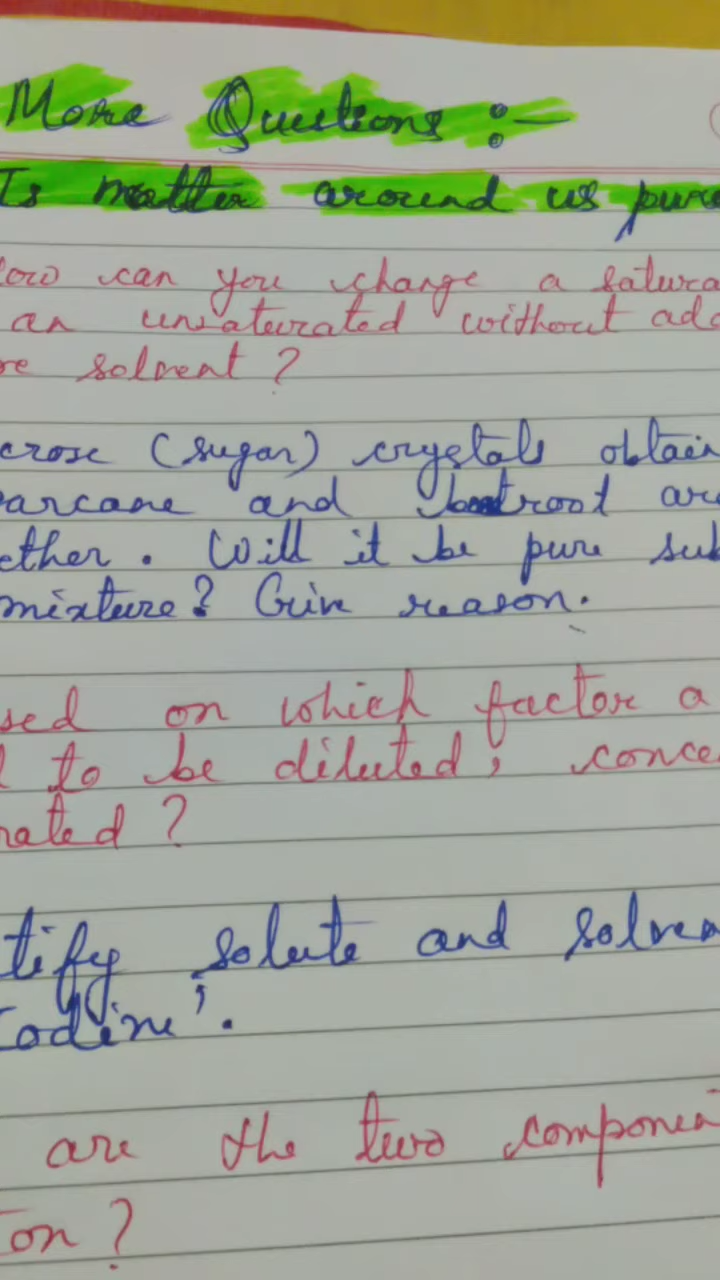 More Questions :-
Is matter around us pure
How can you change a satura
an unsaturated without add
re solvent ?
crose (sugar) crystals obtain
arcane and beetroot are
ether . Will it be pure sub
mixture? Give reason.
sed on which factor a
d to be diluted, conce
rated ?
tify solute and solven
Iodine'.
are the two componen
on ?